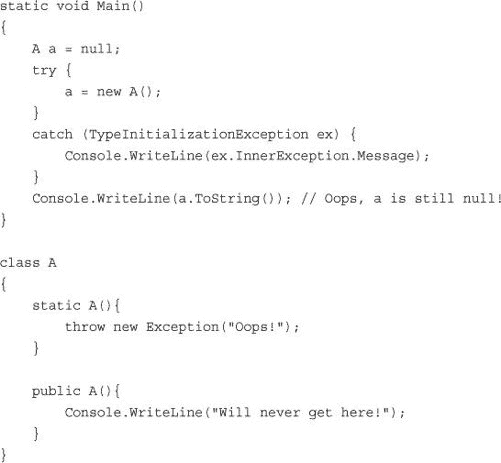 static void Main()
{
    A a = null;
    try {
        a = new A();
    }
    catch (TypeInitializationException ex) {
        Console.WriteLine(ex.InnerException.Message);
    }
    Console.WriteLine(a.ToString()); // Oops, a is still null!
}

class A
{
    static A(){
        throw new Exception("Oops!");
    }

    public A(){
        Console.WriteLine("Will never get here!");
    }
}